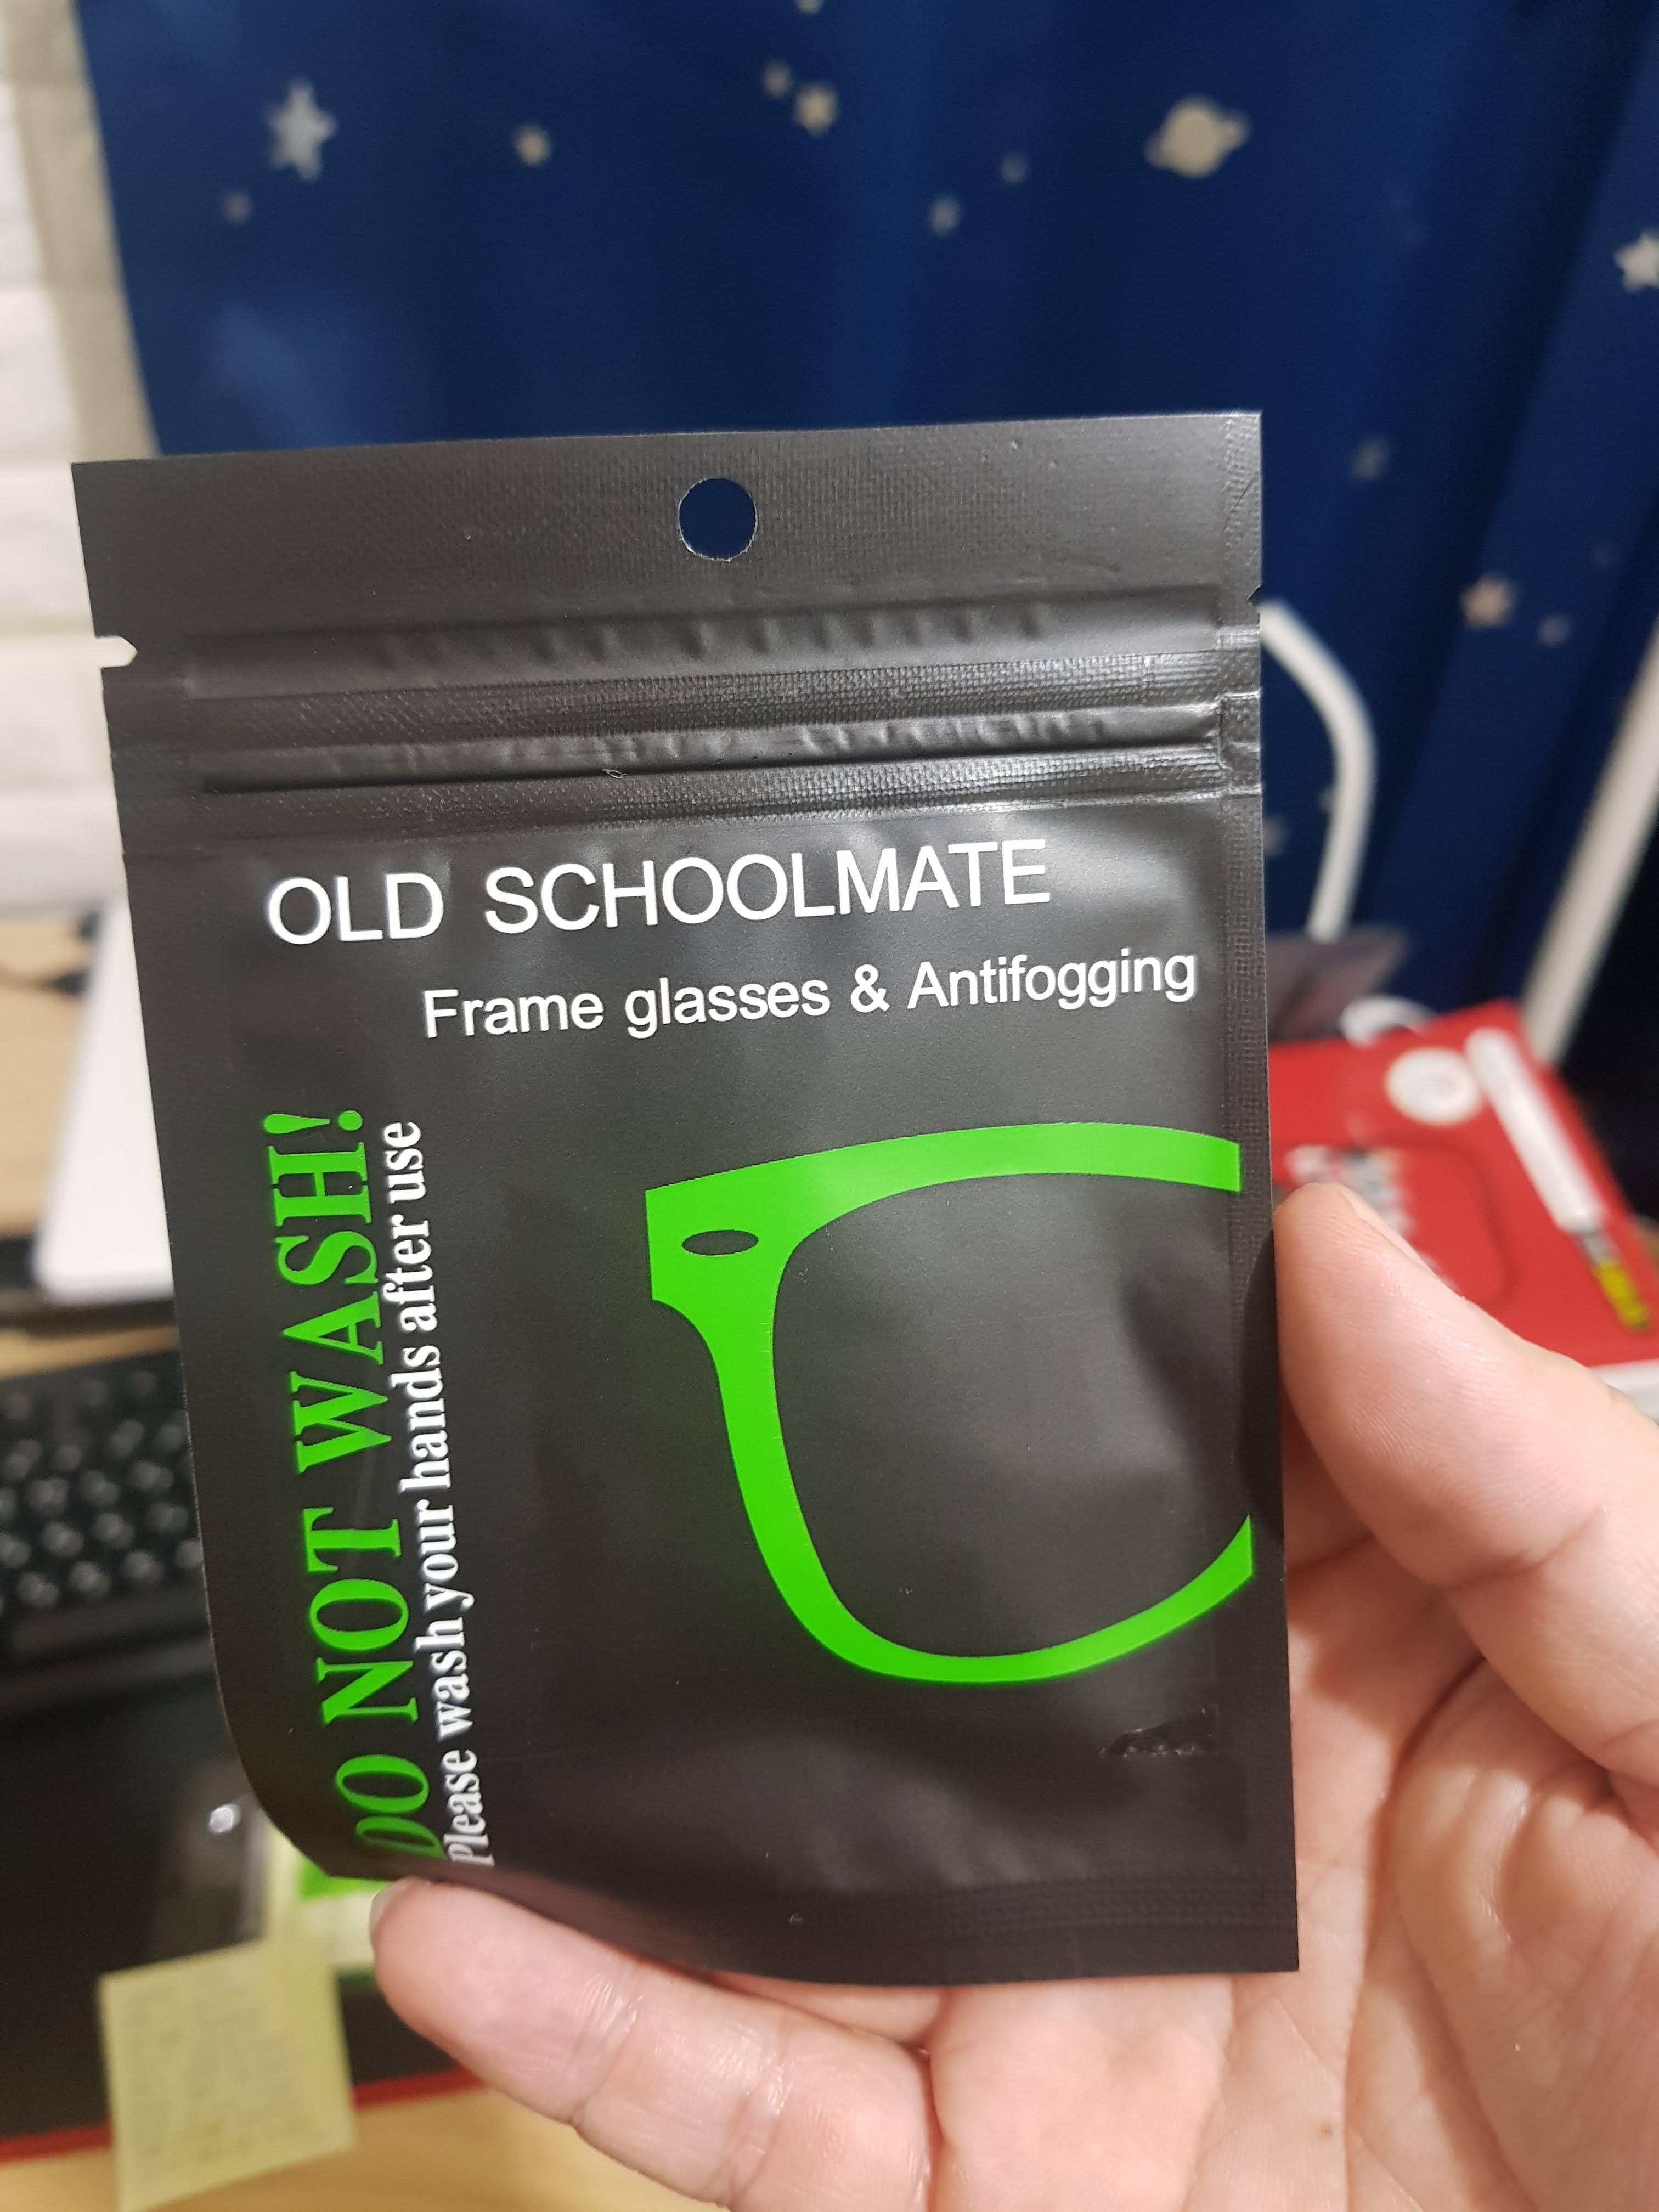 OLD SCHOOLMATE
Frame glasses & Antifogging
DO NOT WASH!
Please wash your hands after use